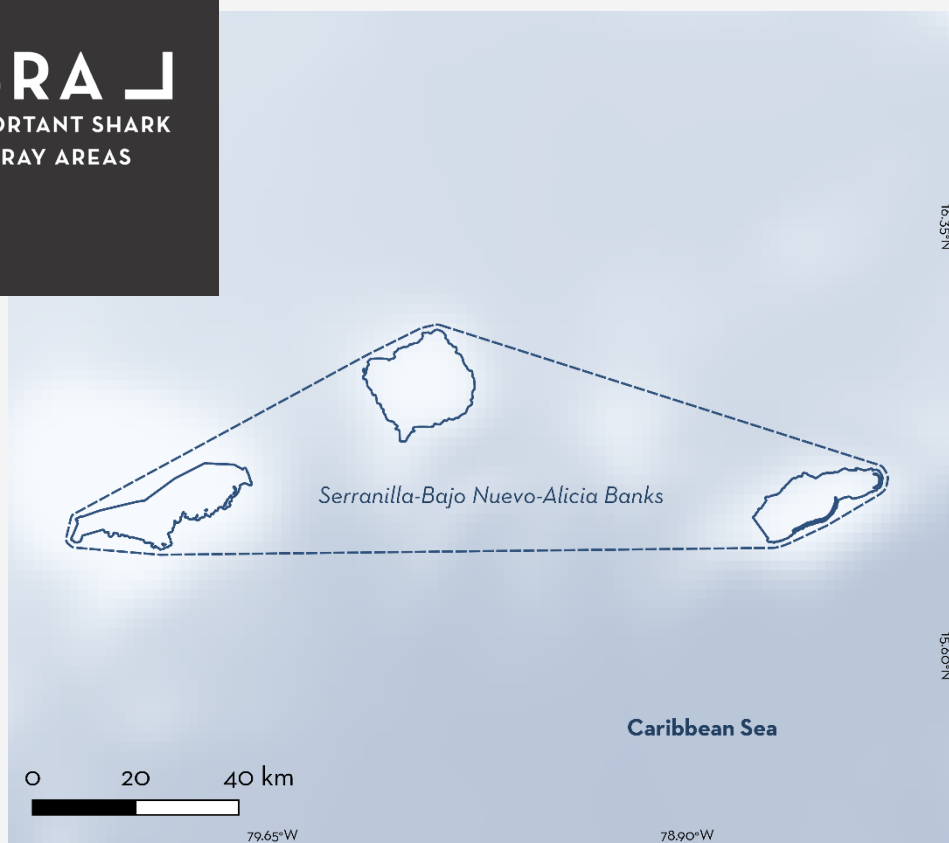 RA
ORTANT SHARK
RAY AREAS
16.35°N
Serranilla-Bajo Nuevo-Alicia Banks
15.60°N
Caribbean Sea
0 20 40 km
79.65°W 78.90°W